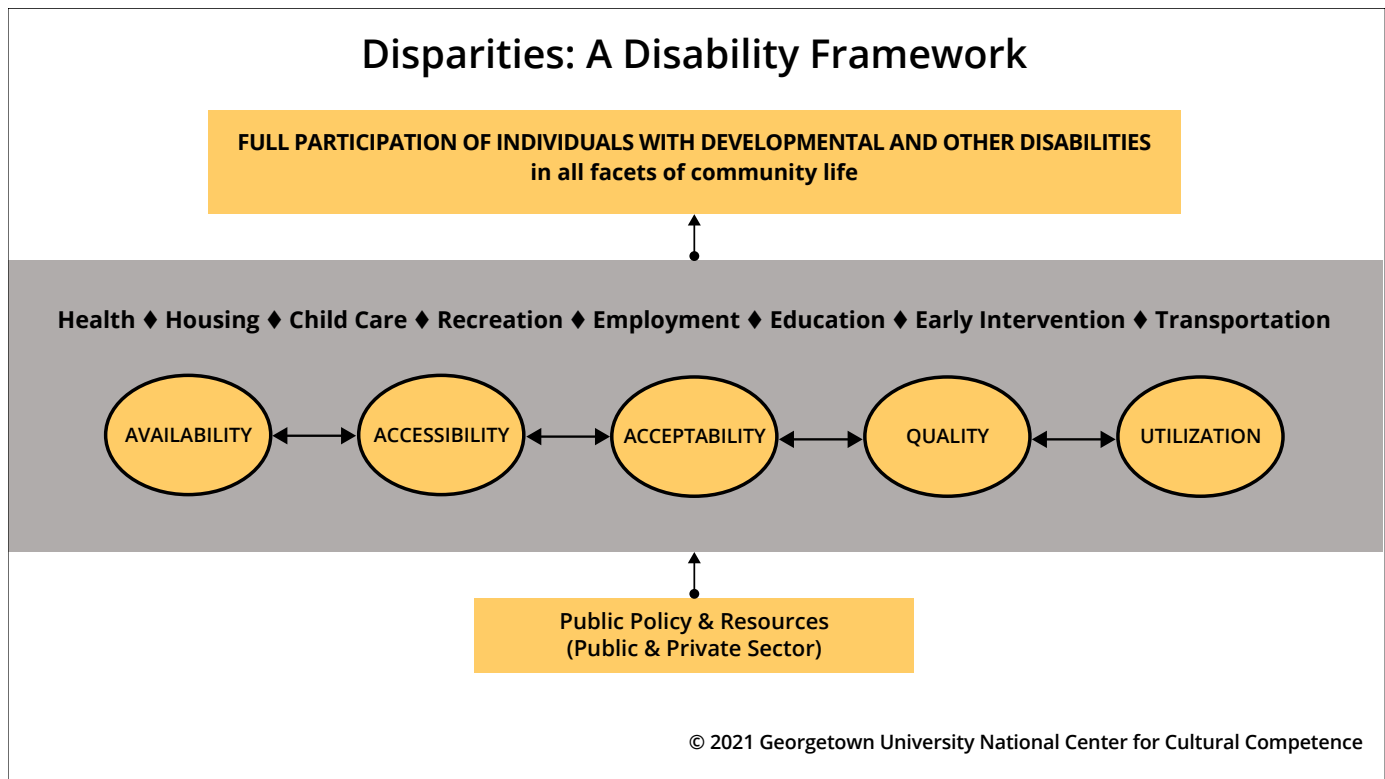 Disparities: A Disability Framework
FULL PARTICIPATION OF INDIVIDUALS WITH DEVELOPMENTAL AND OTHER DISABILITIES
in all facets of community life
Health ♦ Housing ♦ Child Care ♦ Recreation ♦ Employment ♦ Education ♦ Early Intervention ♦ Transportation
AVAILABILITY ACCESSIBILITY ACCEPTABILITY QUALITY UTILIZATION
Public Policy & Resources
(Public & Private Sector)
© 2021 Georgetown University National Center for Cultural Competence